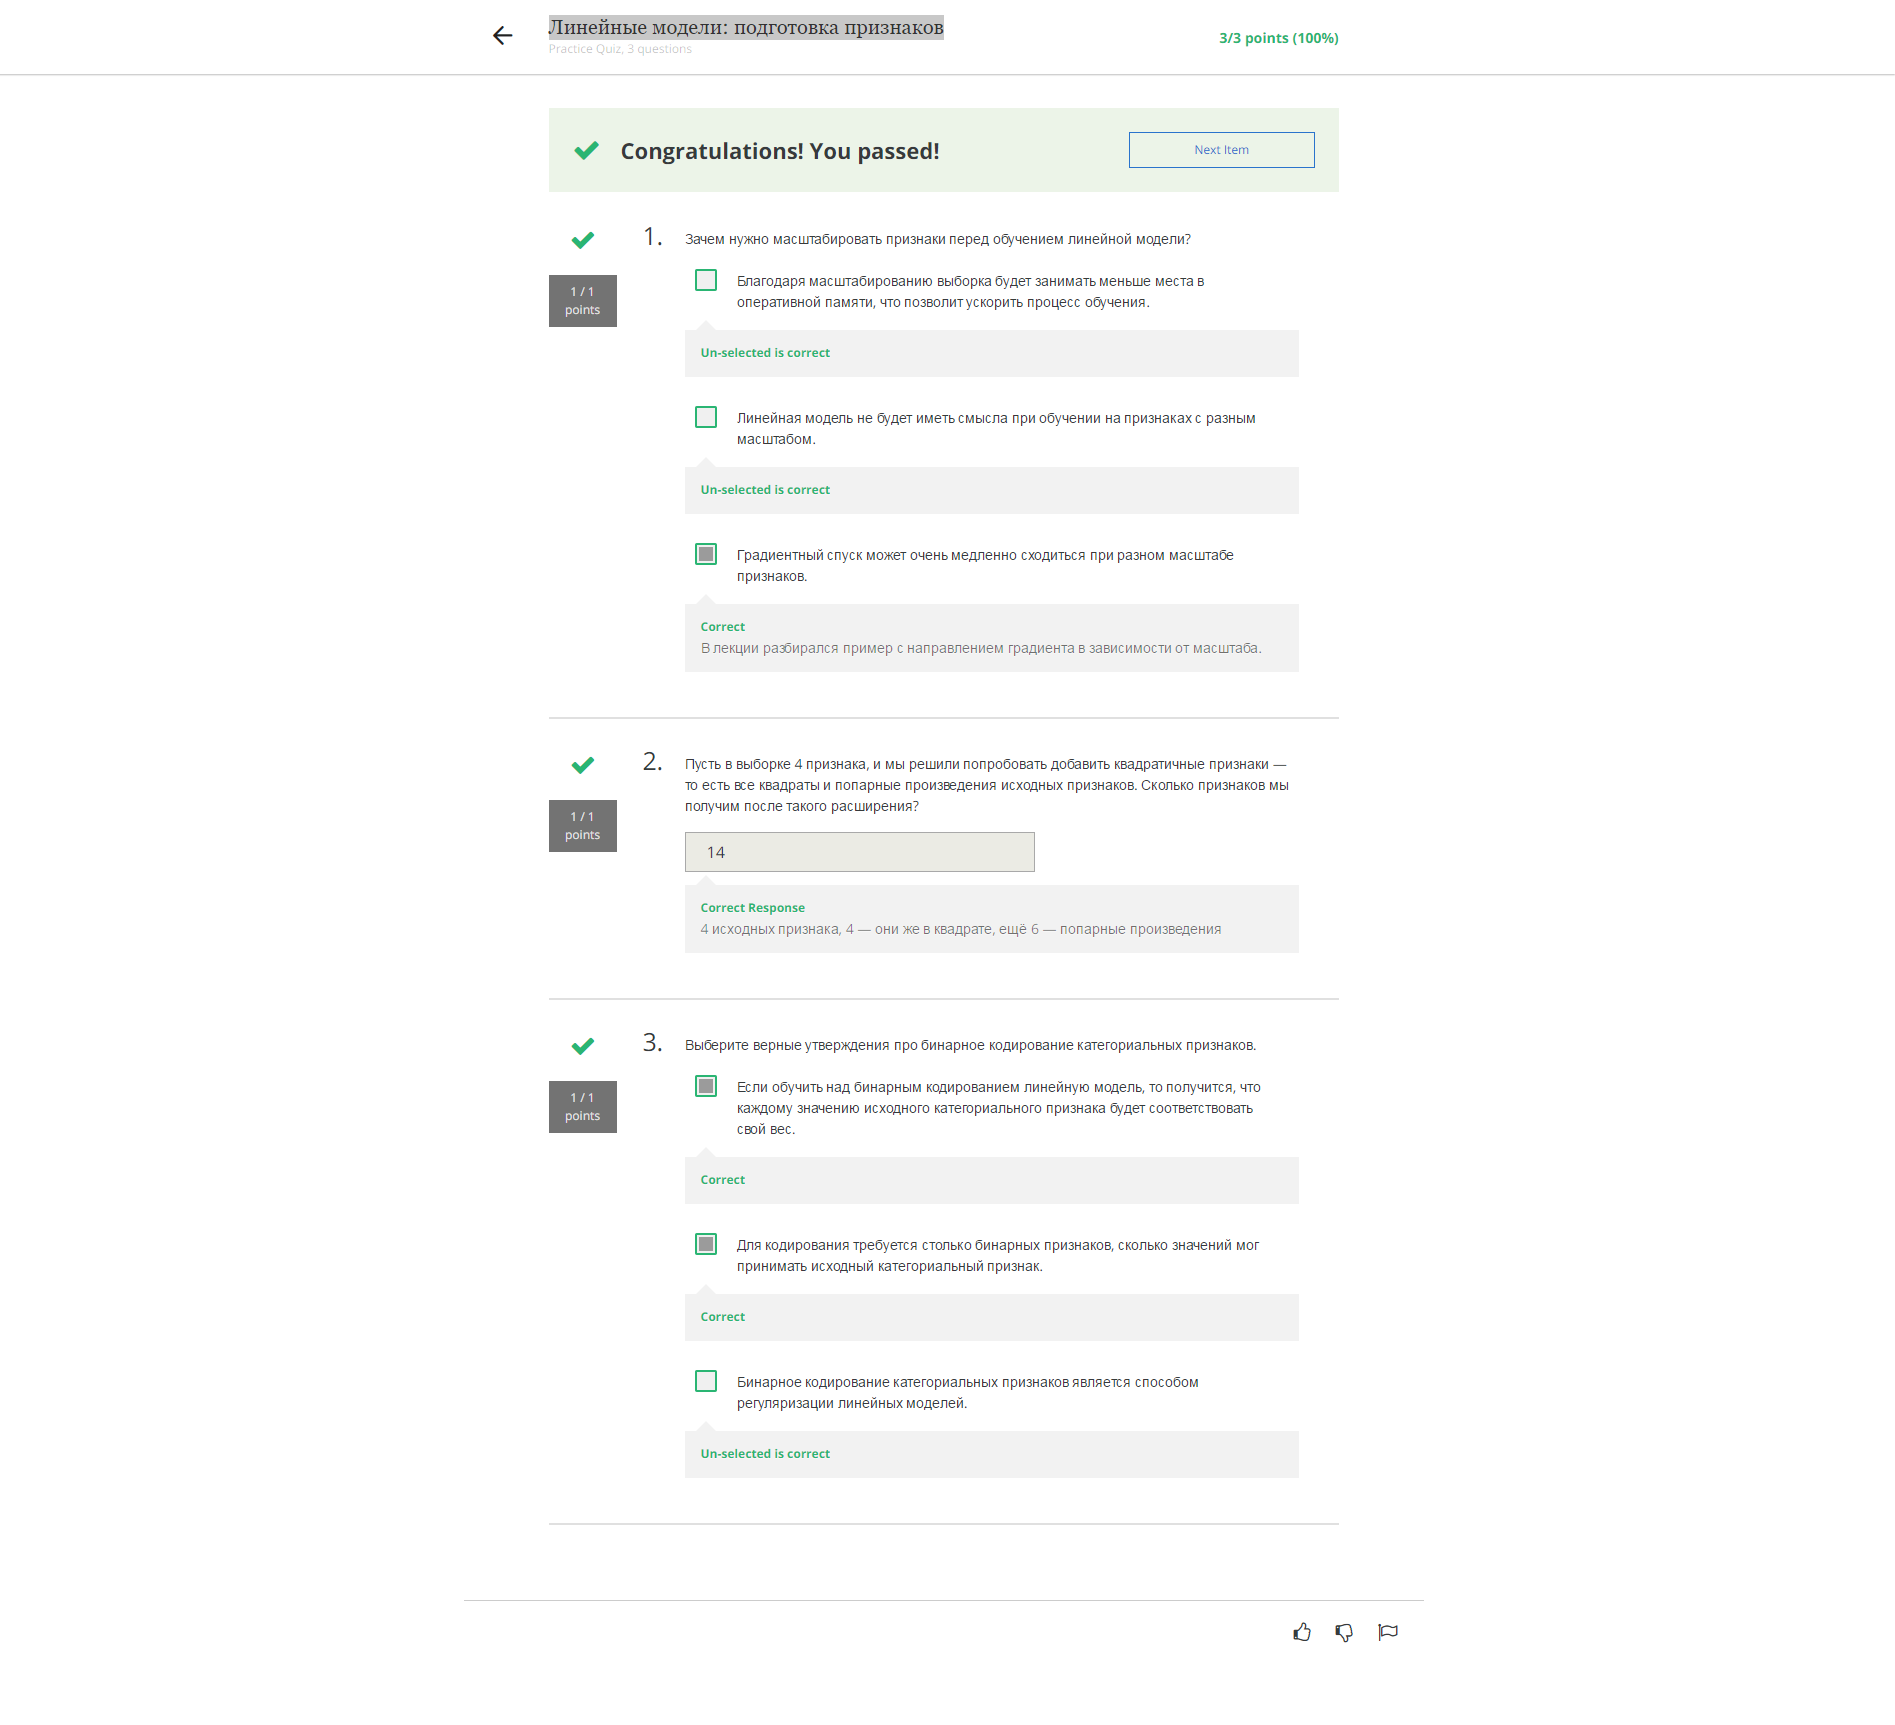 Линейные модели: подготовка признаков
Practice Quiz, 3 questions
3/3 points (100%)
Congratulations! You passed!
Next Item
1 / 1
points
1.
Зачем нужно масштабировать признаки перед обучением линейной модели?
Благодаря масштабированию выборка будет занимать меньше места в
оперативной памяти, что позволит ускорить процесс обучения.
Un-selected is correct
Линейная модель не будет иметь смысла при обучении на признаках с разным
масштабом.
Un-selected is correct
Градиентный спуск может очень медленно сходиться при разном масштабе
признаков.
Correct
В лекции разбирался пример с направлением градиента в зависимости от масштаба.
1 / 1
points
2.
Пусть в выборке 4 признака, и мы решили попробовать добавить квадратичные признаки —
то есть все квадраты и попарные произведения исходных признаков. Сколько признаков мы
получим после такого расширения?
14
Correct Response
4 исходных признака, 4 — они же в квадрате, ещё 6 — попарные произведения
1 / 1
points
3.
Выберите верные утверждения про бинарное кодирование категориальных признаков.
Если обучить над бинарным кодированием линейную модель, то получится, что
каждому значению исходного категориального признака будет соответствовать
свой вес.
Correct
Для кодирования требуется столько бинарных признаков, сколько значений мог
принимать исходный категориальный признак.
Correct
Бинарное кодирование категориальных признаков является способом
регуляризации линейных моделей.
Un-selected is correct